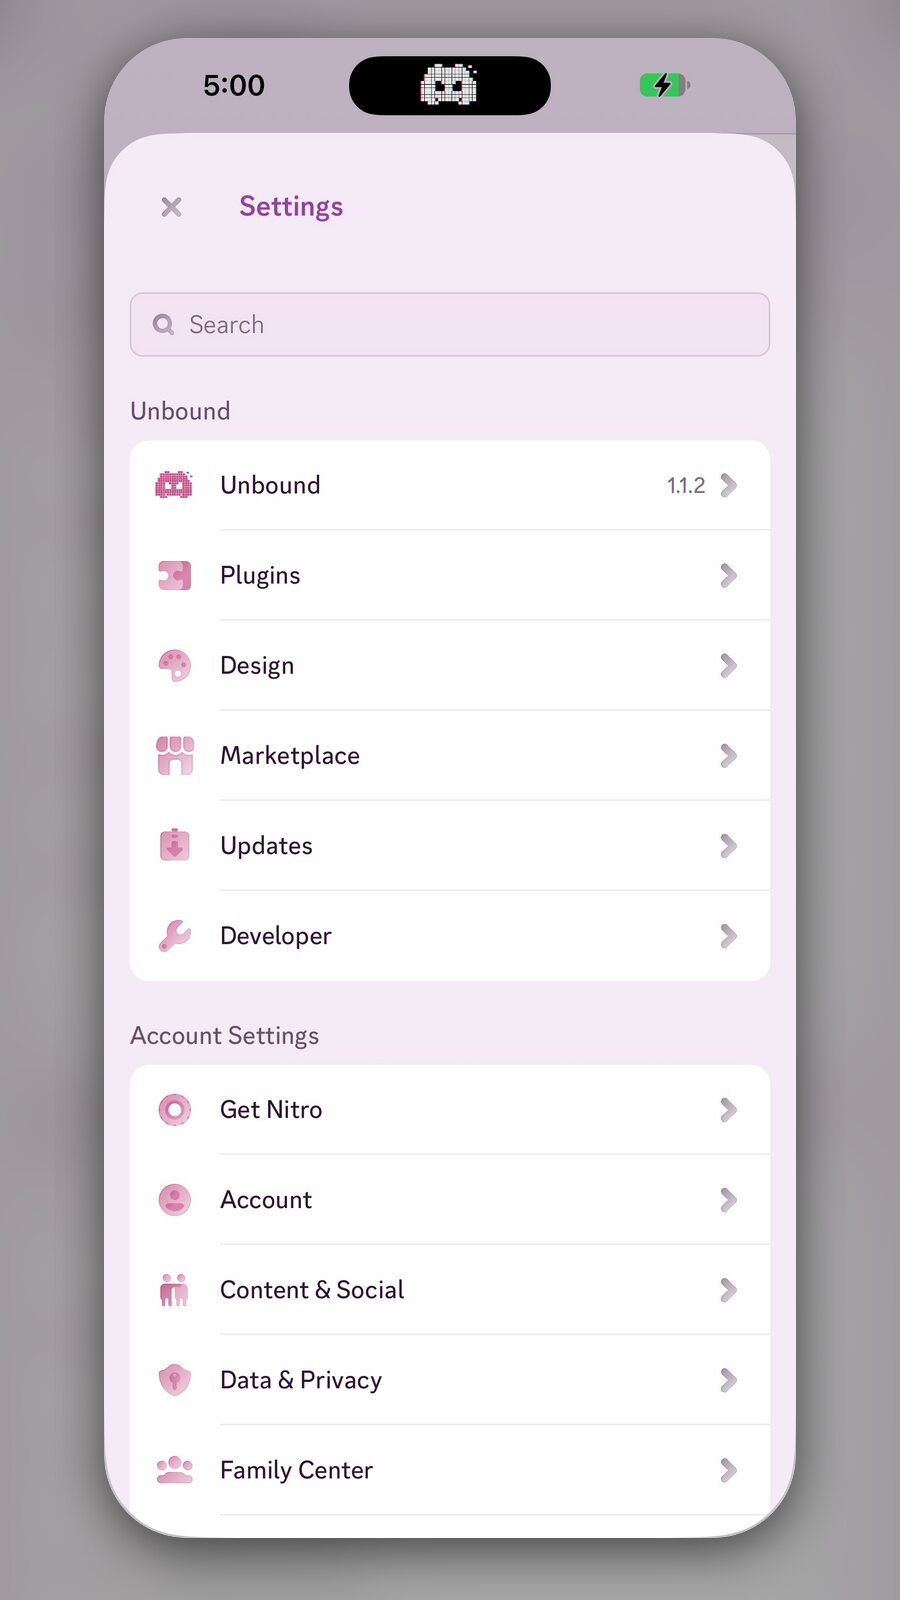 5:00
Settings
Search
Unbound
Unbound 1.1.2
Plugins
Design
Marketplace
Updates
Developer
Account Settings
Get Nitro
Account
Content & Social
Data & Privacy
Family Center